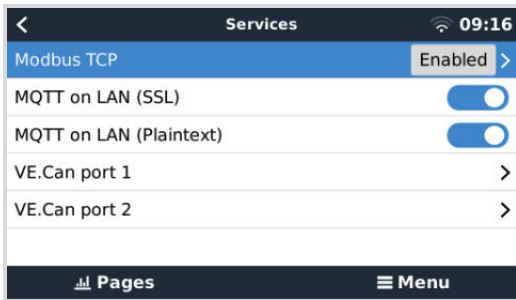 Services 09:16
Modbus TCP Enabled
MQTT on LAN (SSL)
MQTT on LAN (Plaintext)
VE.Can port 1
VE.Can port 2
Pages Menu